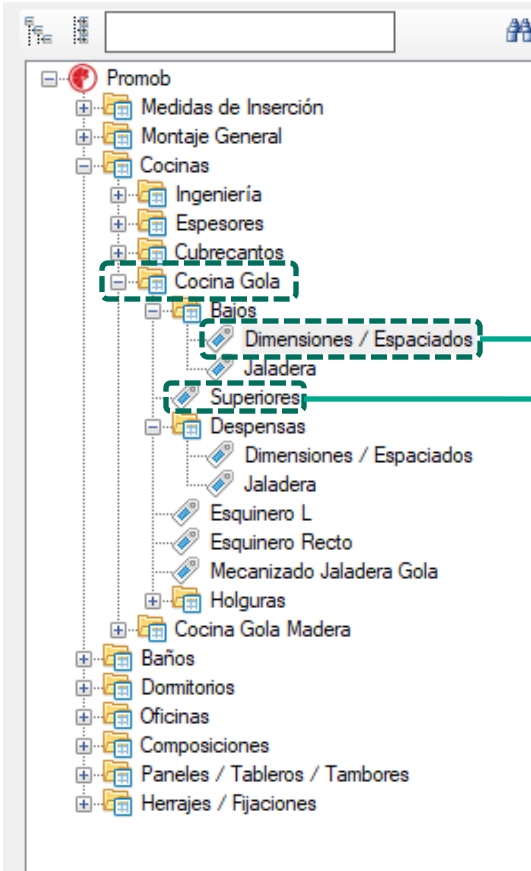 Promob
Medidas de Inserción
Montaje General
Cocinas
Ingeniería
Espesores
Cubrecantos
Cocina Gola
Bajos
Dimensiones / Espaciados
Jaladera
Superiores
Despensas
Dimensiones / Espaciados
Jaladera
Esquinero L
Esquinero Recto
Mecanizado Jaladera Gola
Holguras
Cocina Gola Madera
Baños
Dormitorios
Oficinas
Composiciones
Paneles / Tableros / Tambores
Herrajes / Fijaciones